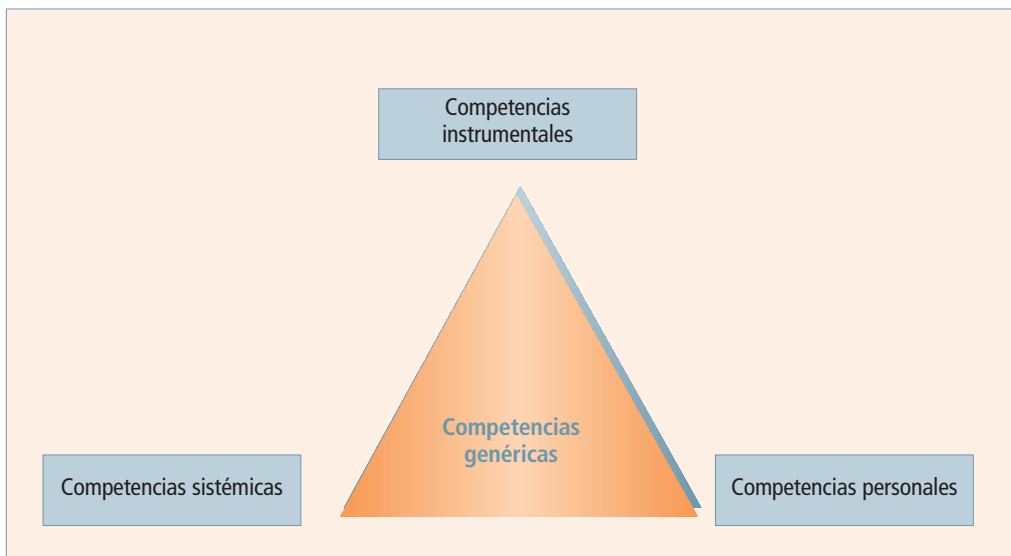 Competencias
instrumentales
Competencias
genéricas
Competencias sistémicas
Competencias personales